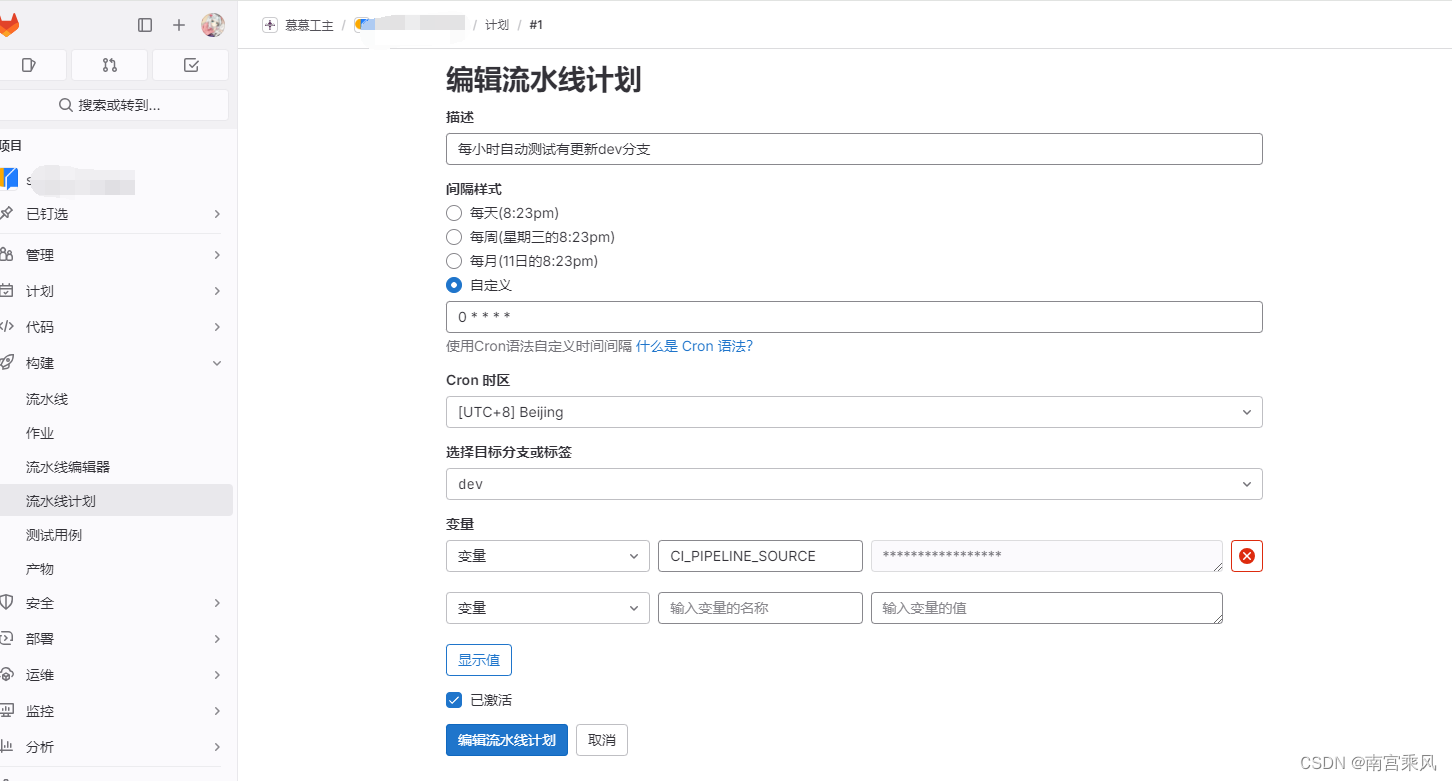 慕慕工主 / / 计划 / #1
搜索或转到...
项目
已钉选
管理
计划
代码
构建
流水线
作业
流水线编辑器
流水线计划
测试用例
产物
安全
部署
运维
监控
分析
编辑流水线计划
描述
每小时自动测试有更新dev分支
间隔样式
每天(8:23pm)
每周(星期三的8:23pm)
每月(11日的8:23pm)
自定义
0 * * * *
使用Cron语法自定义时间间隔 什么是 Cron 语法?
Cron 时区
[UTC+8] Beijing
选择目标分支或标签
dev
变量
变量 CI_PIPELINE_SOURCE *****************
变量 输入变量的名称 输入变量的值
显示值
已激活
编辑流水线计划 取消
CSDN @南宫乘风